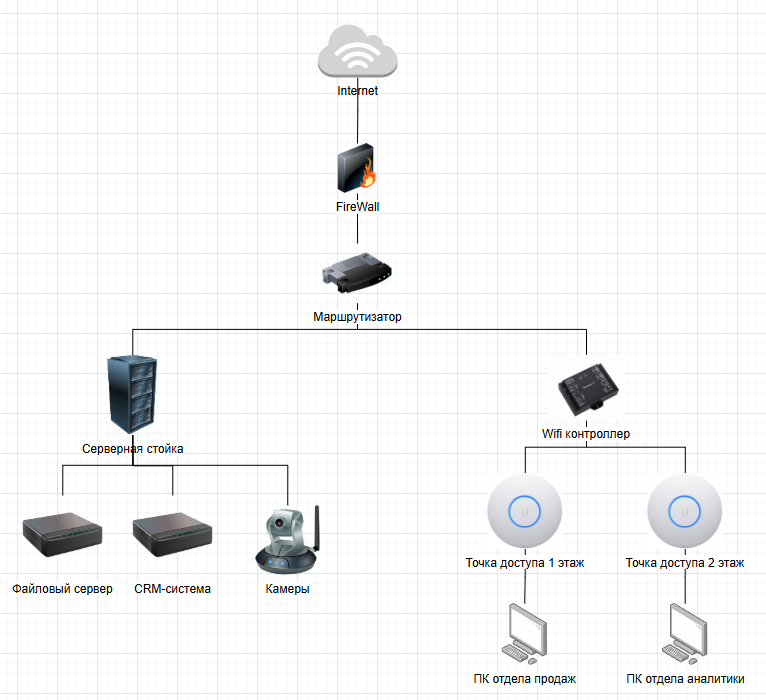 Internet
FireWall
Маршрутизатор
Серверная стойка
Wifi контроллер
Точка доступа 1 этаж
Точка доступа 2 этаж
Файловый сервер
CRM-система
Камеры
ПК отдела продаж
ПК отдела аналитики